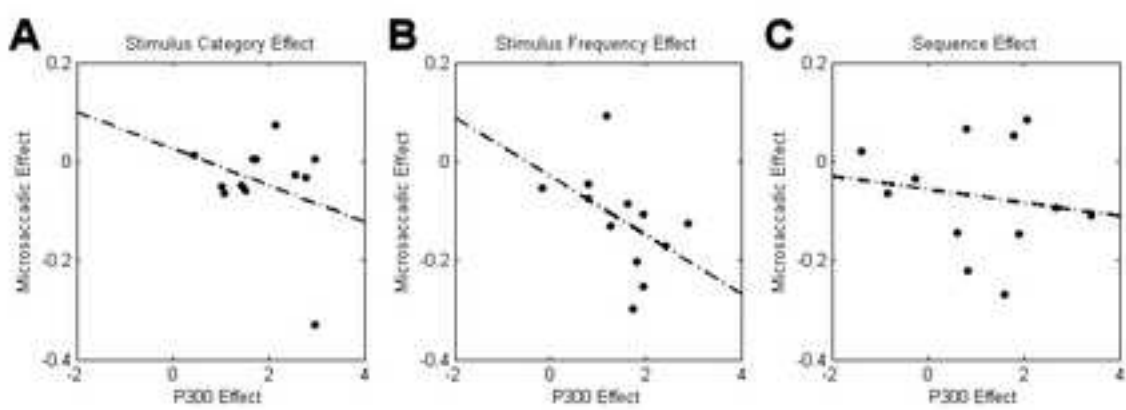 A Stimulus Category Effect
0.2
0
-0.2
-0.4
-2 0 2 4
Microsaccadic Effect
P300 Effect
B Stimulus Frequency Effect
0.2
0
-0.2
-0.4
-2 0 2 4
Microsaccadic Effect
P300 Effect
C Sequence Effect
0.2
0
-0.2
-0.4
-2 0 2 4
Microsaccadic Effect
P300 Effect